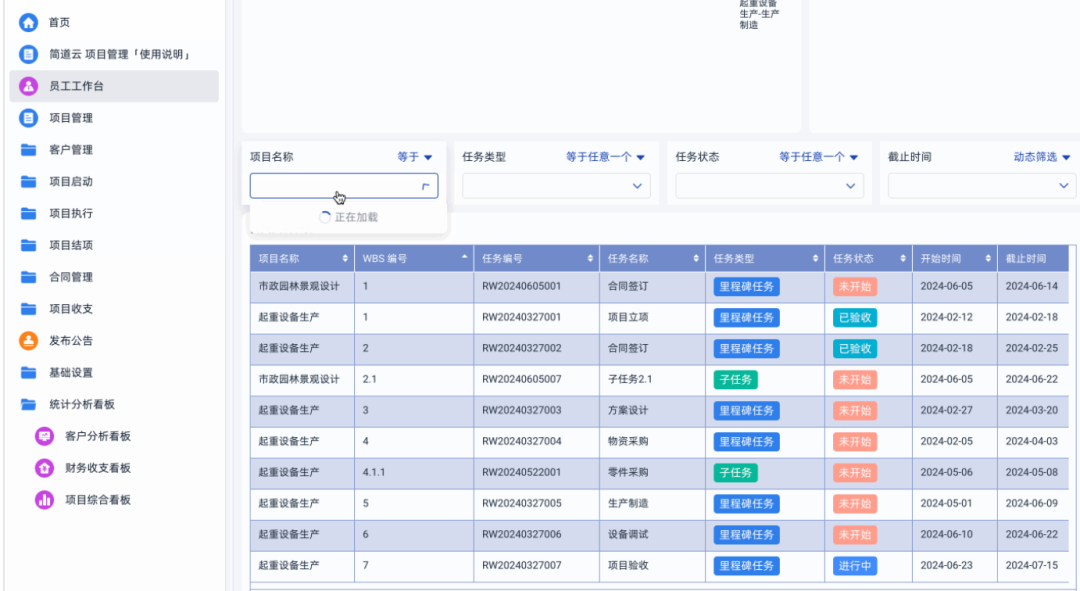 首页
简道云 项目管理「使用说明」
员工工作台
项目管理
客户管理
项目启动
项目执行
项目结项
合同管理
项目收支
发布公告
基础设置
统计分析看板
客户分析看板
财务收支看板
项目综合看板
起重设备
生产-生产
制造
项目名称 等于 任务类型 等于任意一个 任务状态 等于任意一个 截止时间 动态筛选
正在加载
项目名称 WBS 编号 任务编号 任务名称 任务类型 任务状态 开始时间 截止时间
市政园林景观设计 1 RW20240605001 合同签订 里程碑任务 未开始 2024-06-05 2024-06-14
起重设备生产 1 RW20240327001 项目立项 里程碑任务 已验收 2024-02-12 2024-02-18
起重设备生产 2 RW20240327002 合同签订 里程碑任务 已验收 2024-02-18 2024-02-25
市政园林景观设计 2.1 RW20240605007 子任务2.1 子任务 未开始 2024-06-05 2024-06-22
起重设备生产 3 RW20240327003 方案设计 里程碑任务 未开始 2024-02-27 2024-03-20
起重设备生产 4 RW20240327004 物资采购 里程碑任务 未开始 2024-02-05 2024-04-03
起重设备生产 4.1.1 RW20240522001 零件采购 子任务 未开始 2024-05-06 2024-05-08
起重设备生产 5 RW20240327005 生产制造 里程碑任务 未开始 2024-05-01 2024-06-09
起重设备生产 6 RW20240327006 设备调试 里程碑任务 未开始 2024-06-10 2024-06-22
起重设备生产 7 RW20240327007 项目验收 里程碑任务 进行中 2024-06-23 2024-07-15